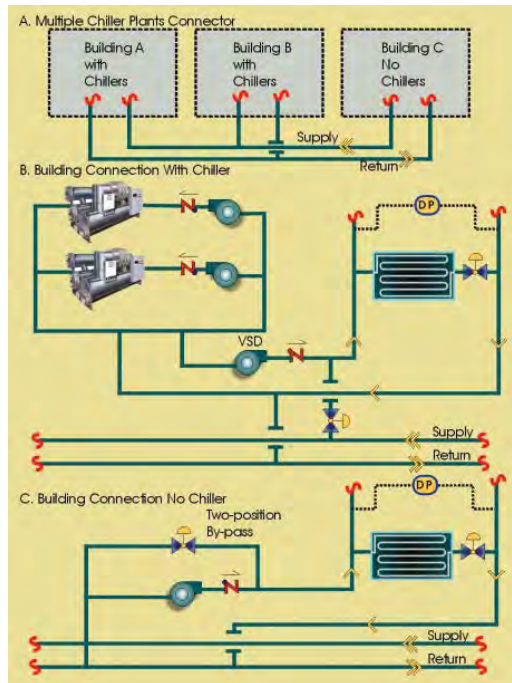 A. Multiple Chiller Plants Connector
Building A
with
Chillers
Building B
with
Chillers
Building C
No
Chillers
Supply
Return
B. Building Connection With Chiller
DP
VSD
Supply
Return
C. Building Connection No Chiller
Two-position
By-pass
DP
Supply
Return